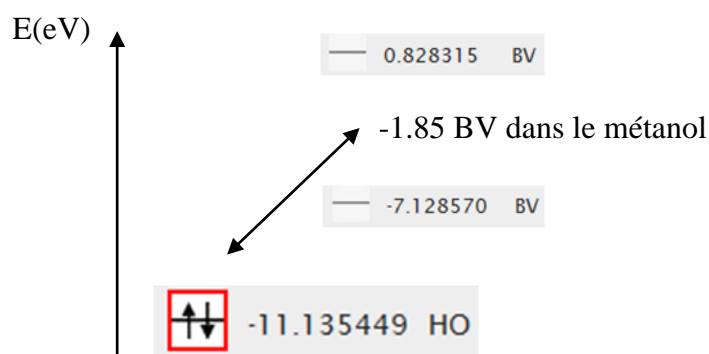 E(eV)
0.828315 BV
-1.85 BV dans le métanol
-7.128570 BV
-11.135449 HO